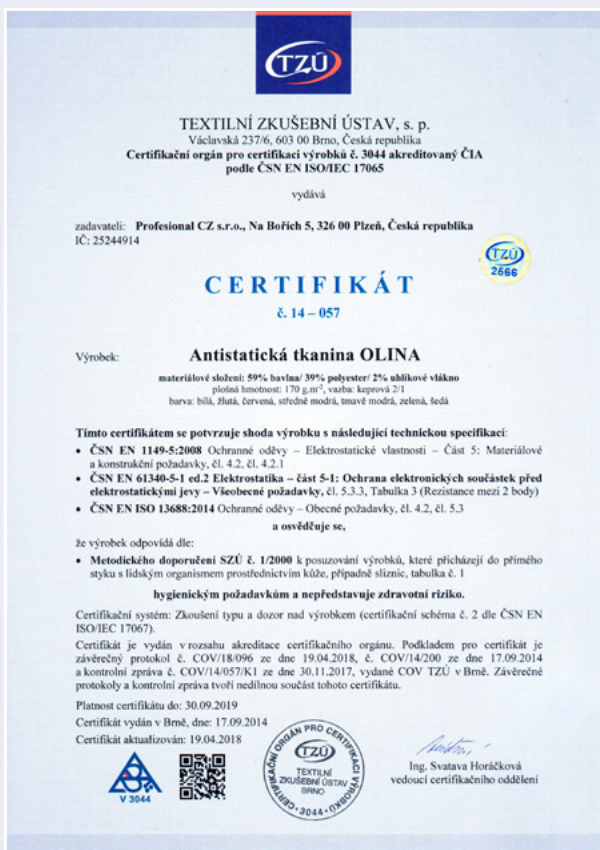 TZÚ
TEXTILNÍ ZKUŠEBNÍ ÚSTAV, s. p.
Václavská 237/6, 603 00 Brno, Česká republika
Certifikační orgán pro certifikaci výrobků č. 3044 akreditovaný ČIA
podle ČSN EN ISO/IEC 17065
vydává
zadavateli: Profesional CZ s.r.o., Na Bořích 5, 326 00 Plzeň, Česká republika
IČ: 25244914
TZÚ
2666
CERTIFIKÁT
č. 14 – 057
Výrobek: Antistatická tkanina OLINA
materiálové složení: 59% bavlna/ 39% polyester/ 2% uhlíkové vlákno
plošná hmotnost: 170 g.m-2, vazba: keprová 2/1
barva: bílá, žlutá, červená, středně modrá, tmavě modrá, zelená, šedá
Tímto certifikátem se potvrzuje shoda výrobku s následující technickou specifikací:
• ČSN EN 1149-5:2008 Ochranné oděvy – Elektrostatické vlastnosti – Část 5: Materiálové
a konstrukční požadavky, čl. 4.2, čl. 4.2.1
• ČSN EN 61340-5-1 ed.2 Elektrostatika – část 5-1: Ochrana elektronických součástek před
elektrostatickými jevy – Všeobecné požadavky, čl. 5.3.3, Tabulka 3 (Rezistance mezi 2 body)
• ČSN EN ISO 13688:2014 Ochranné oděvy – Obecné požadavky, čl. 4.2, čl. 5.3
a osvědčuje se,
že výrobek odpovídá dle:
• Metodického doporučení SZÚ č. 1/2000 k posuzování výrobků, které přicházejí do přímého
styku s lidským organismem prostřednictvím kůže, případně sliznic, tabulka č. 1
hygienickým požadavkům a nepředstavuje zdravotní riziko.
Certifikační systém: Zkoušení typu a dozor nad výrobkem (certifikační schéma č. 2 dle ČSN EN
ISO/IEC 17067).
Certifikát je vydán v rozsahu akreditace certifikačního orgánu. Podkladem pro certifikát je
závěrečný protokol č. COV/18/096 ze dne 19.04.2018, č. COV/14/200 ze dne 17.09.2014
a kontrolní zpráva č. COV/14/057/K1 ze dne 30.11.2017, vydané COV TZÚ v Brně. Závěrečné
protokoly a kontrolní zpráva tvoří nedílnou součást tohoto certifikátu.
Platnost certifikátu do: 30.09.2019
Certifikát vydán v Brně, dne: 17.09.2014
Certifikát aktualizován: 19.04.2018
V 3044
CERTIFIKAČNÍ ORGÁN PRO CERTIFIKACI VÝROBKŮ
TZÚ
TEXTILNÍ
ZKUŠEBNÍ ÚSTAV
BRNO
3044
Ing. Svatava Horáčková
vedoucí certifikačního oddělení